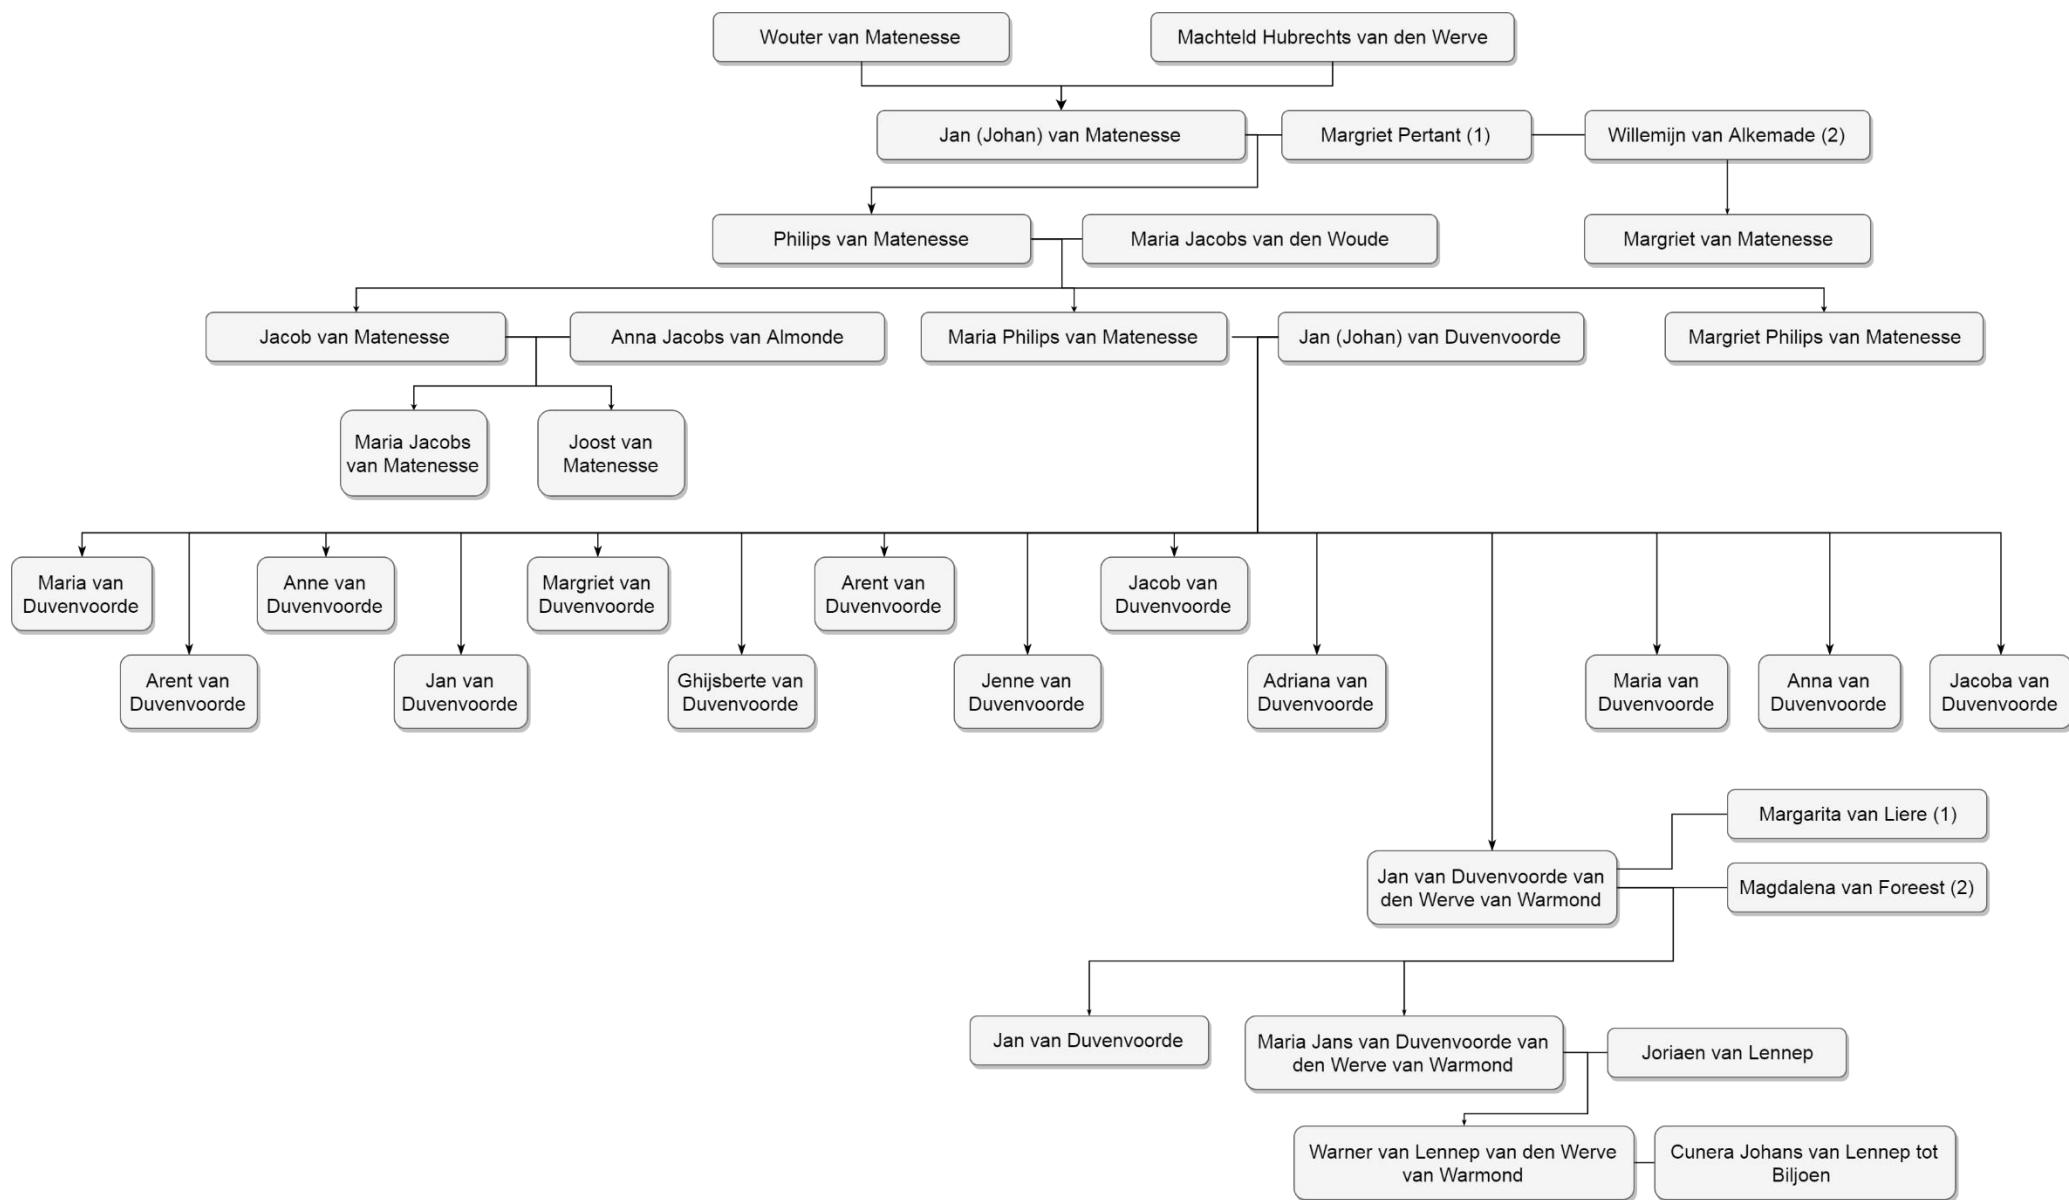 Wouter van Matenesse
Machteld Hubrechts van den Werve
Jan (Johan) van Matenesse
Margriet Pertant (1)
Willemijn van Alkemade (2)
Philips van Matenesse
Maria Jacobs van den Woude
Margriet van Matenesse
Jacob van Matenesse
Anna Jacobs van Almonde
Maria Philips van Matenesse
Jan (Johan) van Duvenvoorde
Margriet Philips van Matenesse
Maria Jacobs
van Matenesse
Joost van
Matenesse
Maria van
Duvenvoorde
Anne van
Duvenvoorde
Margriet van
Duvenvoorde
Arent van
Duvenvoorde
Jacob van
Duvenvoorde
Arent van
Duvenvoorde
Jan van
Duvenvoorde
Ghijsberte van
Duvenvoorde
Jenne van
Duvenvoorde
Adriana van
Duvenvoorde
Maria van
Duvenvoorde
Anna van
Duvenvoorde
Jacoba van
Duvenvoorde
Margarita van Liere (1)
Jan van Duvenvoorde van
den Werve van Warmond
Magdalena van Foreest (2)
Jan van Duvenvoorde
Maria Jans van Duvenvoorde van
den Werve van Warmond
Joriaen van Lennep
Warner van Lennep van den Werve
van Warmond
Cunera Johans van Lennep tot
Biljoen